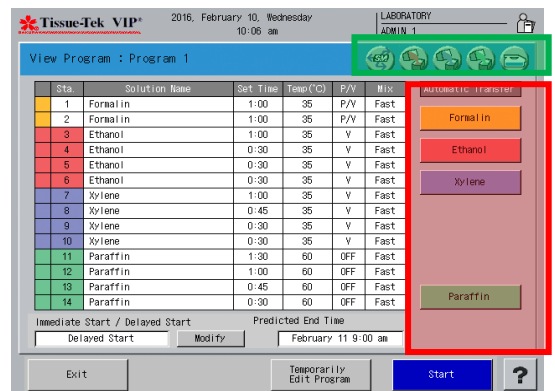 Tissue-Tek VIP®
2016, February 10, Wednesday
10:06 am
LABORATORY
ADMIN 1
View Program : Program 1
Sta. Solution Name Set Time Temp(°C) P/V Mix Automatic Transfer
1 Formalin 1:00 35 P/V Fast
2 Formalin 1:00 35 P/V Fast
3 Ethanol 1:00 35 V Fast
4 Ethanol 0:30 35 V Fast
5 Ethanol 0:30 35 V Fast
6 Ethanol 0:30 35 V Fast
7 Xylene 1:00 35 V Fast
8 Xylene 0:45 35 V Fast
9 Xylene 0:30 35 V Fast
10 Xylene 0:30 35 V Fast
11 Paraffin 1:30 60 OFF Fast
12 Paraffin 1:00 60 OFF Fast
13 Paraffin 0:45 60 OFF Fast
14 Paraffin 0:30 60 OFF Fast
Formalin
Ethanol
Xylene
Paraffin
Immediate Start / Delayed Start Predicted End Time
Delayed Start Modify February 11 9:00 am
Exit
Temporarily
Edit Program
Start
?